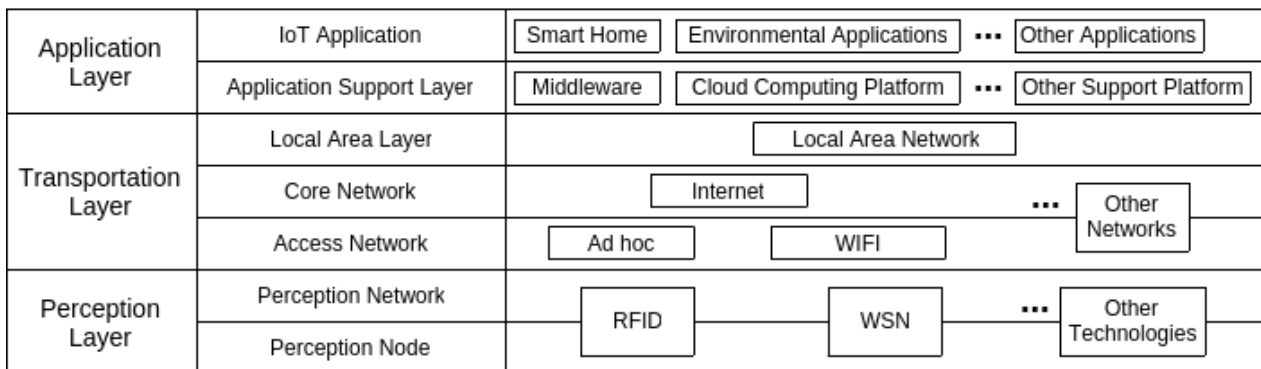 Application
Layer
IoT Application
Smart Home
Environmental Applications
...
Other Applications
Application Support Layer
Middleware
Cloud Computing Platform
...
Other Support Platform
Transportation
Layer
Local Area Layer
Local Area Network
Core Network
Internet
...
Other
Networks
Access Network
Ad hoc
WIFI
Perception
Layer
Perception Network
Perception Node
RFID
WSN
...
Other
Technologies